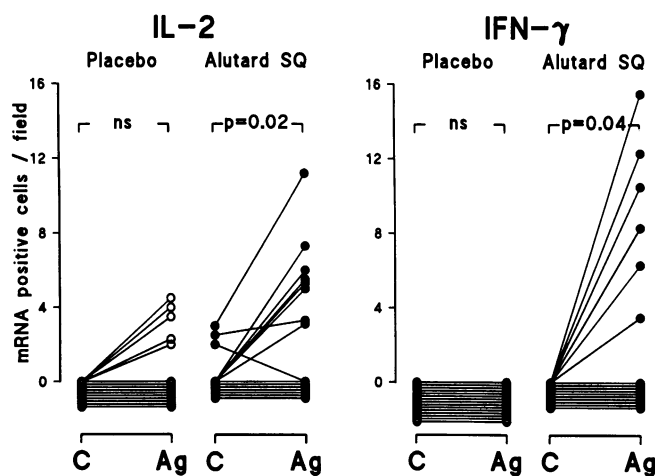 IL-2 IFN-γ
Placebo Alutard SQ Placebo Alutard SQ
mRNA positive cells / field
16
12
8
4
0
ns p=0.02
16
12
8
4
0
ns p=0.04
C Ag C Ag C Ag C Ag